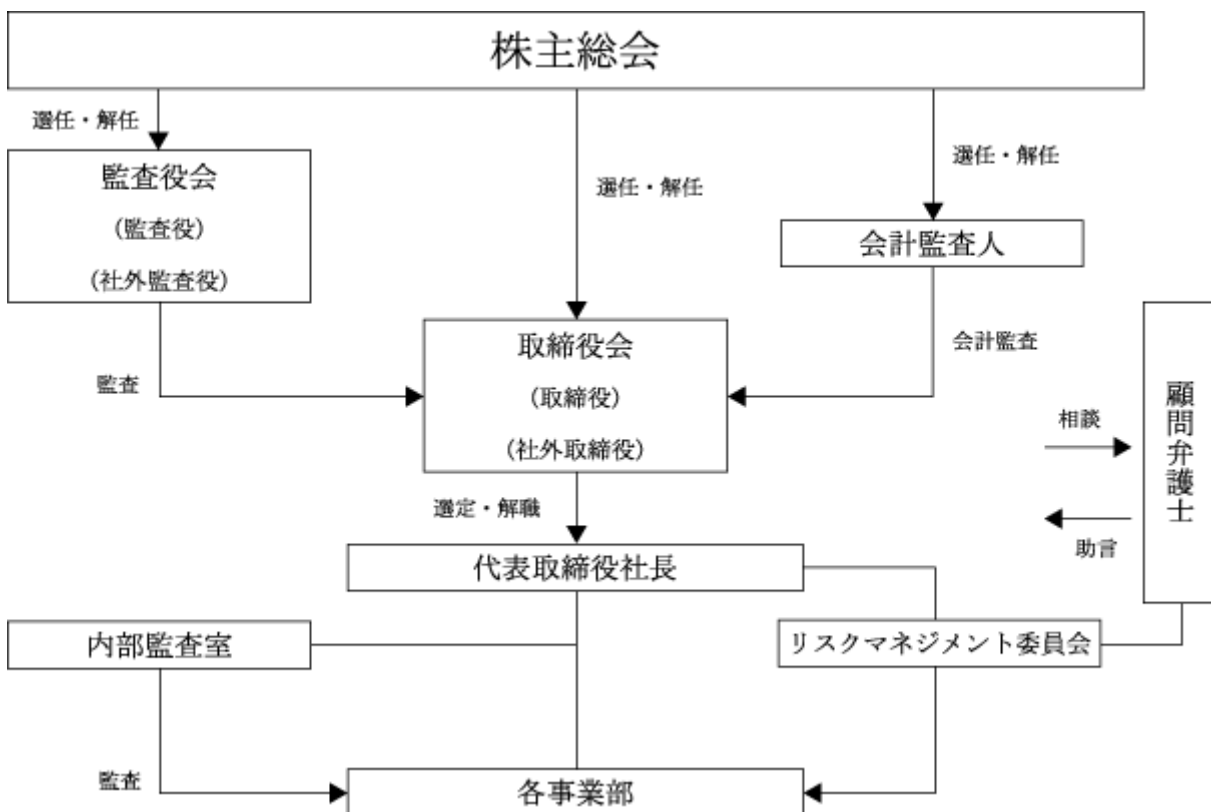 株主総会
選任・解任
監査役会
(監査役)
(社外監査役)
選任・解任
選任・解任
会計監査人
監査
取締役会
(取締役)
(社外取締役)
会計監査
相談
助言
顧問弁護士
選定・解職
代表取締役社長
内部監査室
リスクマネジメント委員会
監査
各事業部